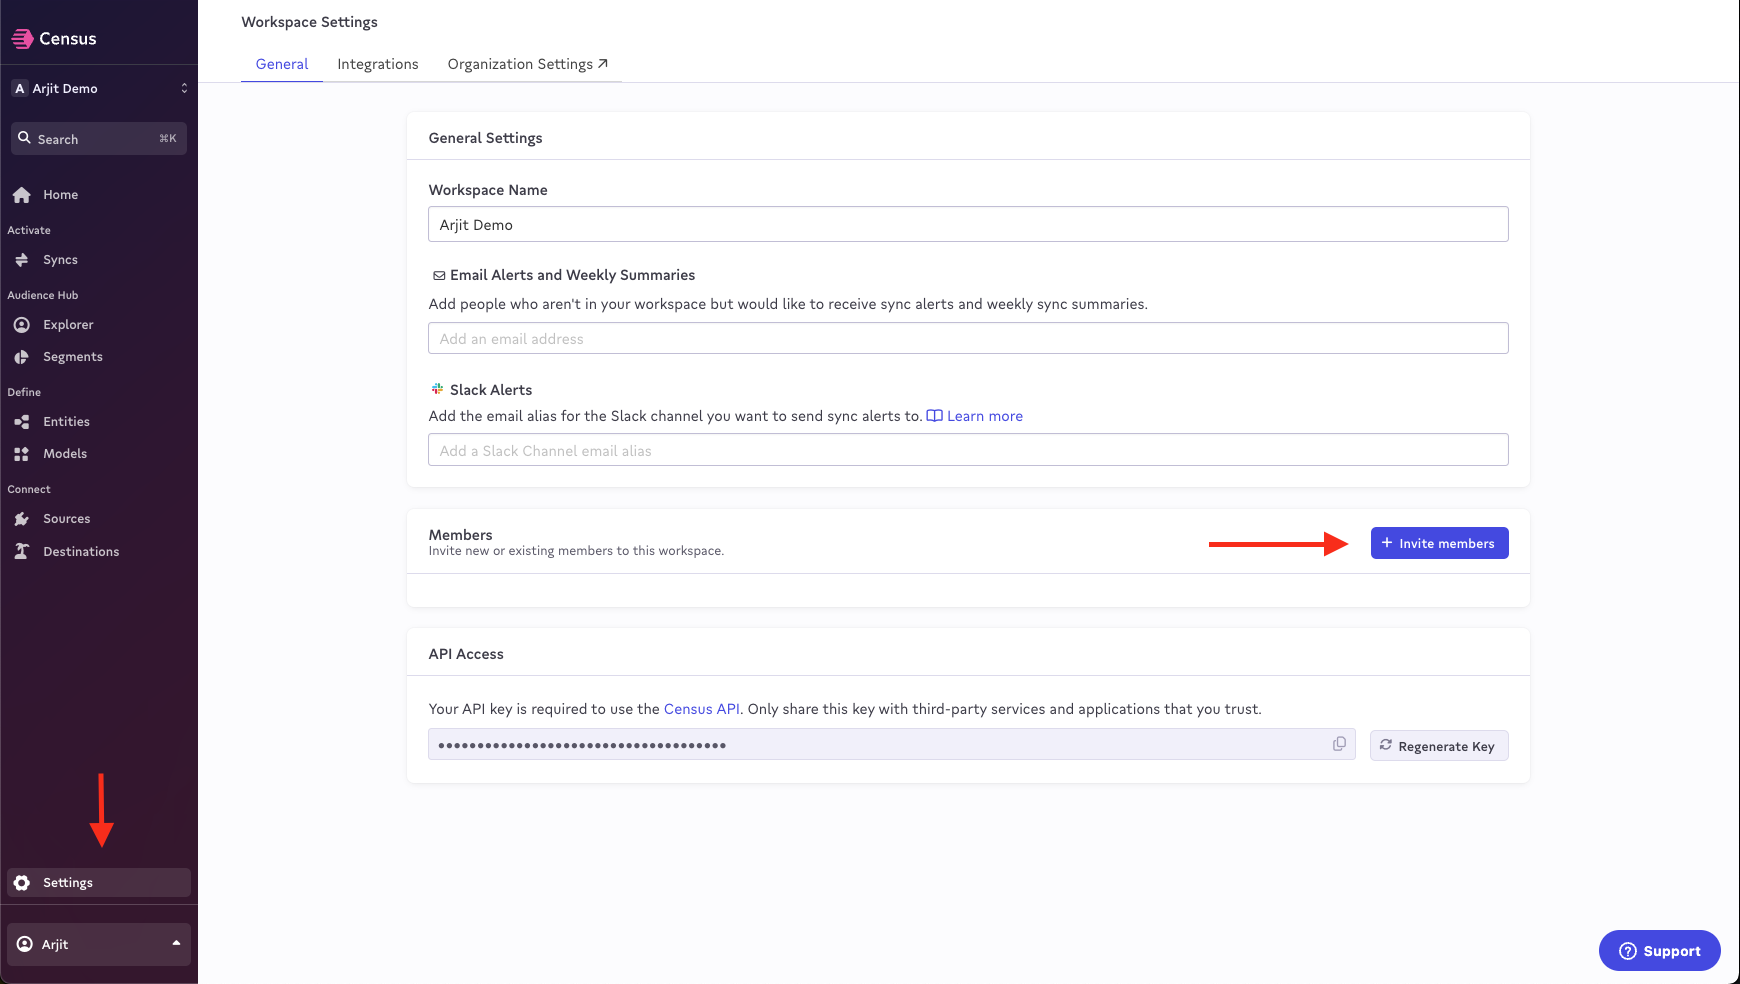 Census
A Arjit Demo
Search ⌘K
Home
Activate
Syncs
Audience Hub
Explorer
Segments
Define
Entities
Models
Connect
Sources
Destinations
Settings
Arjit
Workspace Settings
General Integrations Organization Settings ↗
General Settings
Workspace Name
Arjit Demo
Email Alerts and Weekly Summaries
Add people who aren't in your workspace but would like to receive sync alerts and weekly sync summaries.
Add an email address
Slack Alerts
Add the email alias for the Slack channel you want to send sync alerts to. Learn more
Add a Slack Channel email alias
Members
Invite new or existing members to this workspace.
+ Invite members
API Access
Your API key is required to use the Census API. Only share this key with third-party services and applications that you trust.
•••••••••••••••••••••••••••••••••••••
Regenerate Key
Support